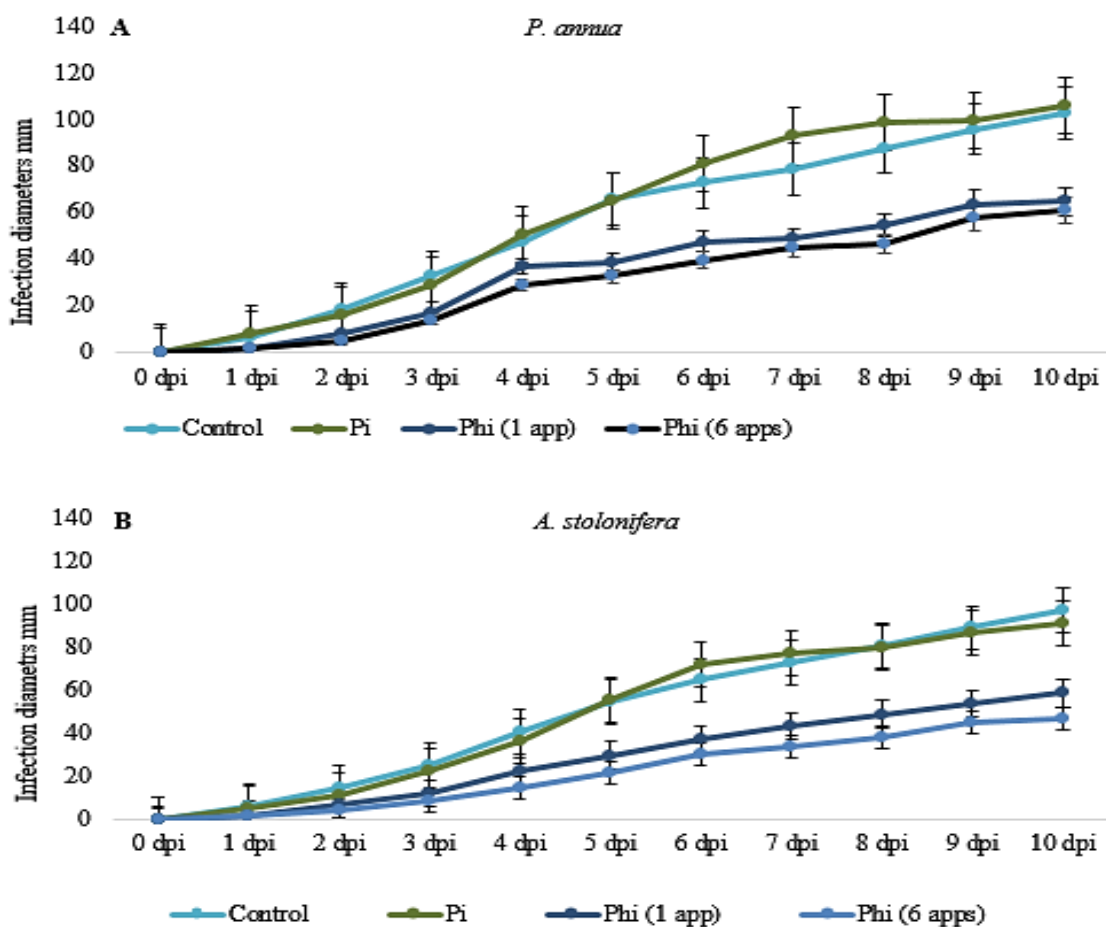 A
P. annua
Infection diameters mm
140
120
100
80
60
40
20
0
0 dpi 1 dpi 2 dpi 3 dpi 4 dpi 5 dpi 6 dpi 7 dpi 8 dpi 9 dpi 10 dpi
Control Pi Phi (1 app) Phi (6 apps)
B
A. stolonifera
Infection diametrs mm
140
120
100
80
60
40
20
0
0 dpi 1 dpi 2 dpi 3 dpi 4 dpi 5 dpi 6 dpi 7 dpi 8 dpi 9 dpi 10 dpi
Control Pi Phi (1 app) Phi (6 apps)